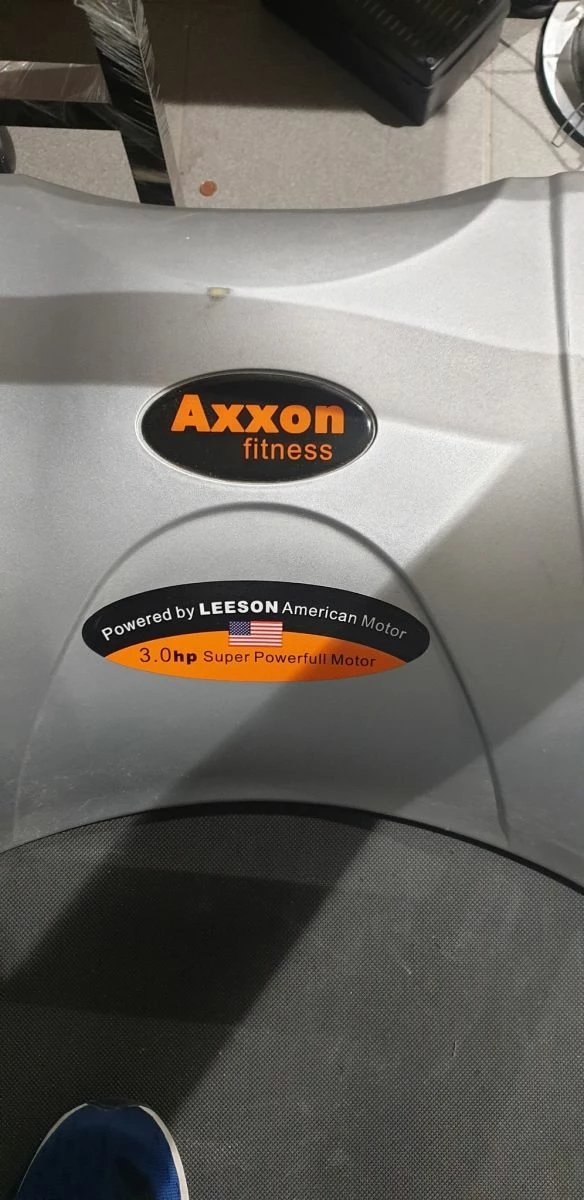 Axxon
fitness
Powered by LEESON American Motor
3.0hp Super Powerfull Motor